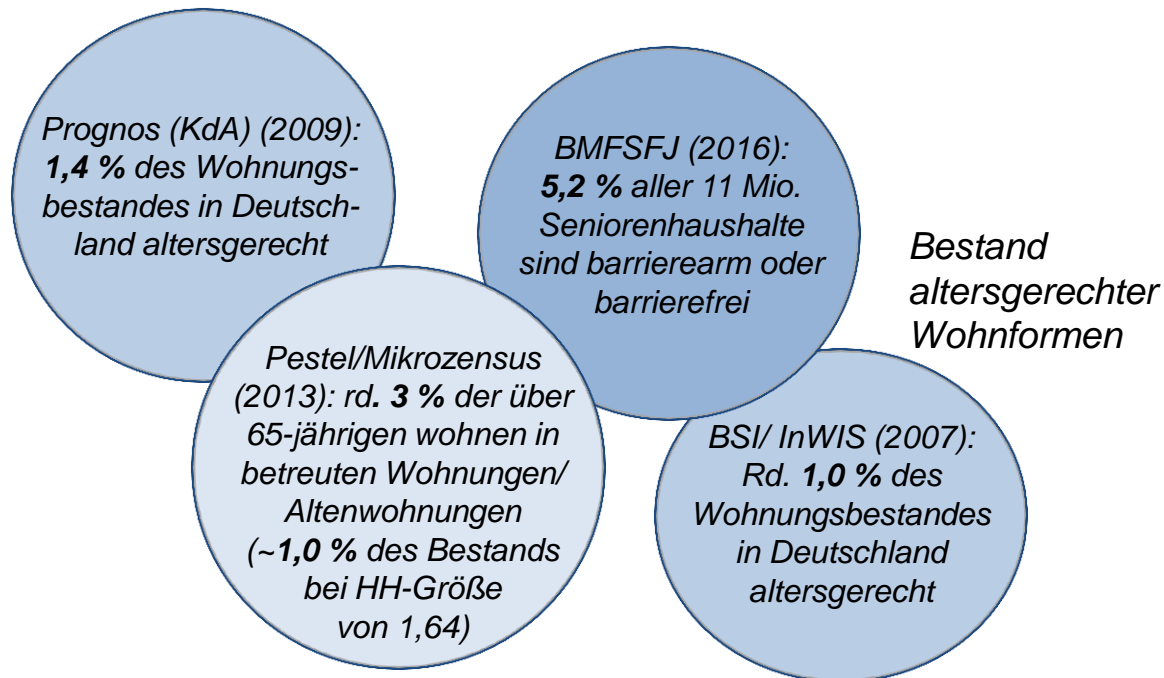 Prognos (KdA) (2009):
1,4 % des Wohnungs-
bestandes in Deutsch-
land altersgerecht
BMFSFJ (2016):
5,2 % aller 11 Mio.
Seniorenhaushalte
sind barrierearm oder
barrierefrei
Bestand
altersgerechter
Wohnformen
Pestel/Mikrozensus
(2013): rd. 3 % der über
65-jährigen wohnen in
betreuten Wohnungen/
Altenwohnungen
(~1,0 % des Bestands
bei HH-Größe
von 1,64)
BSI/ InWIS (2007):
Rd. 1,0 % des
Wohnungsbestandes
in Deutschland
altersgerecht